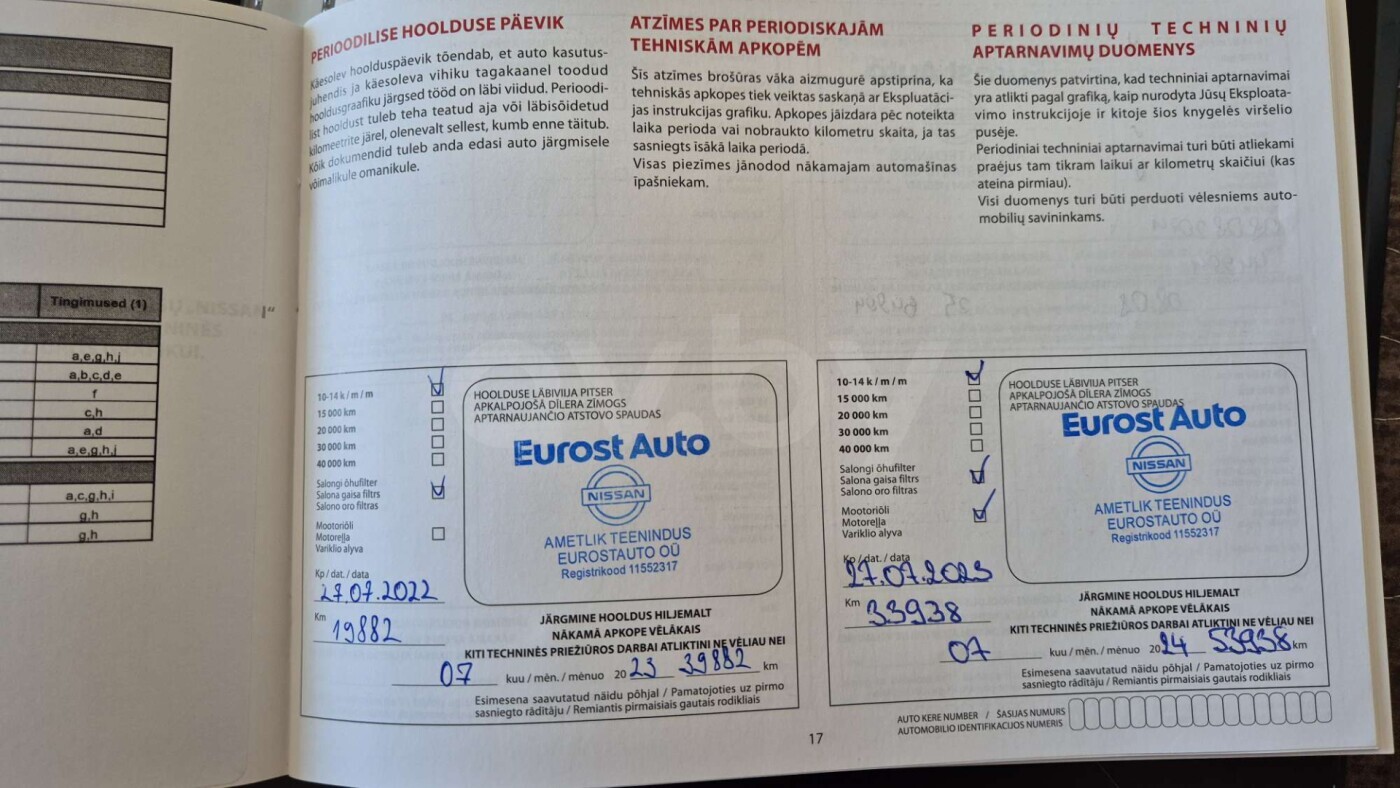 Tingimused (1)
a,e,g,h,j
a,b,c,d,e
f
c,h
a,d
a,e,g,h,j
a,c,g,h,i
g,h
g,h
PERIOODILISE HOOLDUSE PÄEVIK
Käesolev hoolduspäevik tõendab, et auto kasutus-
juhendis ja käesoleva vihiku tagakaanel toodud
hooldusgraafiku järgsed tööd on läbi viidud. Perioodi-
list hooldust tuleb teha teatud aja või läbisõidetud
kilomeetrite järel, olenevalt sellest, kumb enne täitub.
Kõik dokumendid tuleb anda edasi auto järgmisele
võimalikule omanikule.
ATZĪMES PAR PERIODISKAJĀM
TEHNISKĀM APKOPĒM
Šīs atzīmes brošūras vāka aizmugurē apstiprina, ka
tehniskās apkopes tiek veiktas saskaņā ar Ekspluatāci-
jas instrukcijas grafiku. Apkopes jāizdara pēc noteikta
laika perioda vai nobraukto kilometru skaita, ja tas
sasniegts īsākā laika periodā.
Visas piezīmes jānodod nākamajam automašīnas
īpašniekam.
PERIODINIŲ TECHNINIŲ
APTARNAVIMŲ DUOMENYS
Šie duomenys patvirtina, kad techniniai aptarnavimai
yra atlikti pagal grafiką, kaip nurodyta Jūsų Eksploata-
vimo instrukcijoje ir kitoje šios knygelės viršelio
pusėje.
Periodiniai techniniai aptarnavimai turi būti atliekami
praėjus tam tikram laikui ar kilometrų skaičiui (kas
ateina pirmiau).
Visi duomenys turi būti perduoti vėlesniems auto-
mobilių savininkams.
av.by
10-14 k / m / m
15 000 km
20 000 km
30 000 km
40 000 km
Salongi õhufilter
Salona gaisa filtrs
Salono oro filtras
Mootoriõli
Motoreļļa
Variklio alyva
Kp / dat. / data
27.07.2022
Km
19882
HOOLDUSE LÄBIVIIJA PITSER
APKALPOJOŠĀ DĪLERA ZĪMOGS
APTARNAUJANČIO ATSTOVO SPAUDAS
Eurost Auto
NISSAN
AMETLIK TEENINDUS
EUROSTAUTO OÜ
Registrikood 11552317
JÄRGMINE HOOLDUS HILJEMALT
NĀKAMĀ APKOPE VĒLĀKAIS
KITI TECHNINĖS PRIEŽIŪROS DARBAI ATLIKTINI NE VĖLIAU NEI
07 kuu / mēn. / mėnuo 2023 39882 km
Esimesena saavutatud näidu põhjal / Pamatojoties uz pirmo
sasniegto rādītāju / Remiantis pirmaisiais gautais rodikliais
10-14 k / m / m
15 000 km
20 000 km
30 000 km
40 000 km
Salongi õhufilter
Salona gaisa filtrs
Salono oro filtras
Mootoriõli
Motoreļļa
Variklio alyva
Kp / dat. / data
27.07.2023
Km
33938
HOOLDUSE LÄBIVIIJA PITSER
APKALPOJOŠĀ DĪLERA ZĪMOGS
APTARNAUJANČIO ATSTOVO SPAUDAS
Eurost Auto
NISSAN
AMETLIK TEENINDUS
EUROSTAUTO OÜ
Registrikood 11552317
JÄRGMINE HOOLDUS HILJEMALT
NĀKAMĀ APKOPE VĒLĀKAIS
KITI TECHNINĖS PRIEŽIŪROS DARBAI ATLIKTINI NE VĖLIAU NEI
07 kuu / mēn. / mėnuo 2024 53938 km
Esimesena saavutatud näidu põhjal / Pamatojoties uz pirmo
sasniegto rādītāju / Remiantis pirmaisiais gautais rodikliais
AUTO KERE NUMBER / ŠASIJAS NUMURS
AUTOMOBILIO IDENTIFIKACIJOS NUMERIS
17